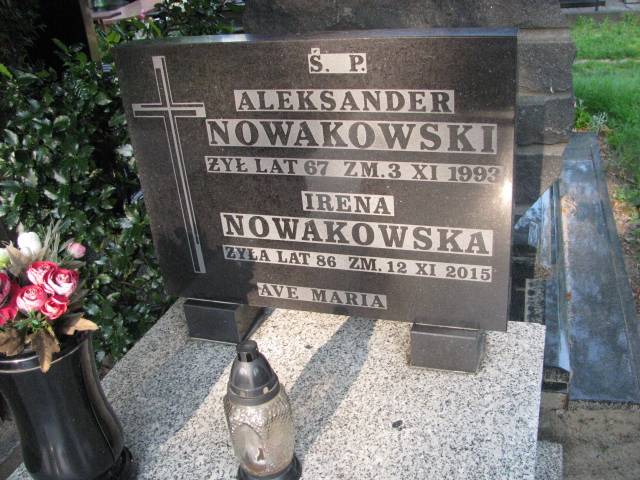 Ś. P.
ALEKSANDER
NOWAKOWSKI
ŻYŁ LAT 67 ZM. 3 XI 1993
IRENA
NOWAKOWSKA
ŻYŁA LAT 86 ZM. 12 XI 2015
AVE MARIA